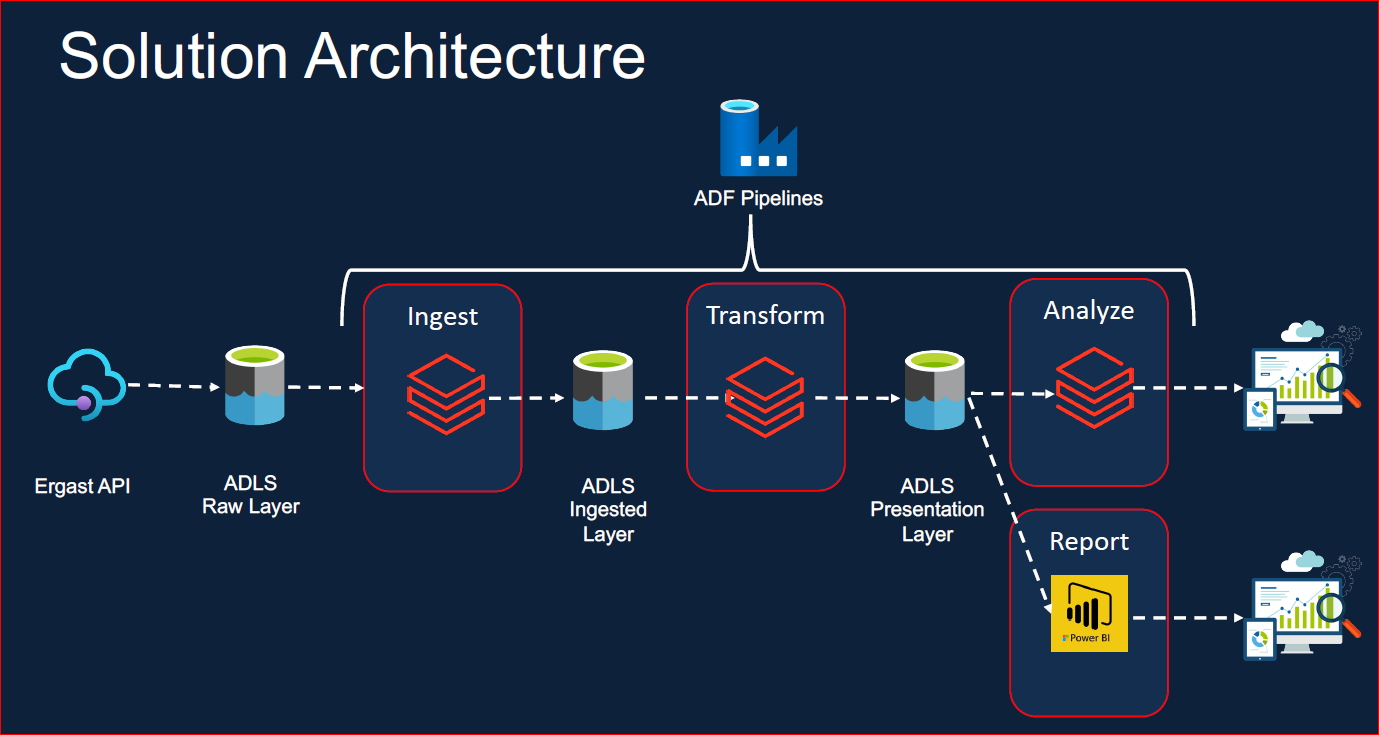 Solution Architecture
ADF Pipelines
Ingest
Transform
Analyze
Ergast API
ADLS
Raw Layer
ADLS
Ingested
Layer
ADLS
Presentation
Layer
Report
Power BI